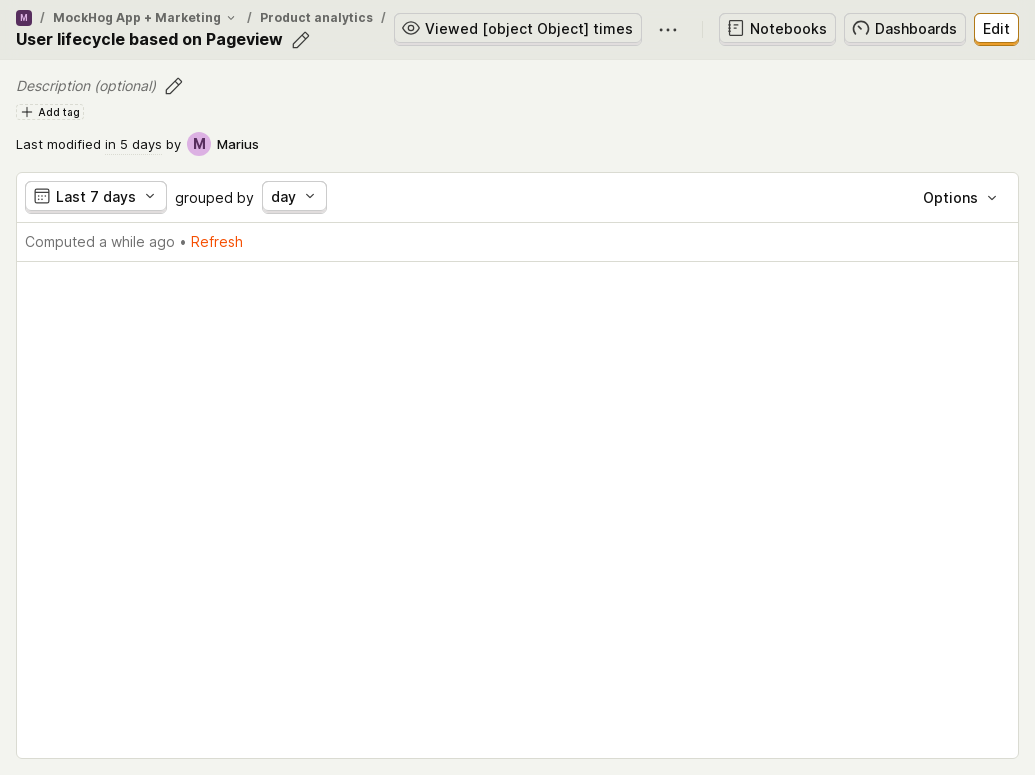 M / MockHog App + Marketing / Product analytics /
User lifecycle based on Pageview
Viewed [object Object] times
Notebooks
Dashboards
Edit
Description (optional)
Add tag
Last modified in 5 days by M Marius
Last 7 days grouped by day
Options
Computed a while ago • Refresh